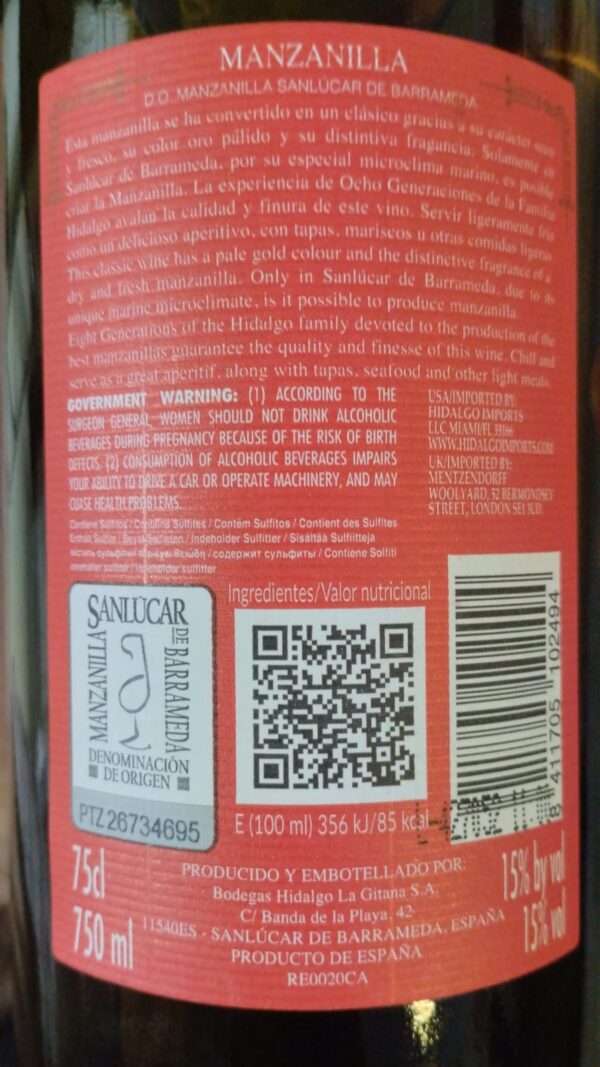 MANZANILLA
D.O. MANZANILLA SANLÚCAR DE BARRAMEDA
Esta manzanilla se ha convertido en un clásico gracias a su carácter seco
y fresco, su color oro pálido y su distintiva fragancia. Solamente en
Sanlúcar de Barrameda, por su especial microclima marino, es posible
criar la Manzanilla. La experiencia de Ocho Generaciones de la Familia
Hidalgo avalan la calidad y finura de este vino. Servir ligeramente fría
como un delicioso aperitivo, con tapas, mariscos u otras comidas ligeras
This classic wine has a pale gold colour and the distinctive fragrance of a
dry and fresh manzanilla. Only in Sanlúcar de Barrameda, due to its
unique marine microclimate, is it possible to produce manzanilla
Eight Generations of the Hidalgo family devoted to the production of the
best manzanillas guarantee the quality and finesse of this wine. Chill and
serve as a great aperitif, along with tapas, seafood and other light meals.
GOVERNMENT WARNING: (1) ACCORDING TO THE
SURGEON GENERAL, WOMEN SHOULD NOT DRINK ALCOHOLIC
BEVERAGES DURING PREGNANCY BECAUSE OF THE RISK OF BIRTH
DEFECTS. (2) CONSUMPTION OF ALCOHOLIC BEVERAGES IMPAIRS
YOUR ABILITY TO DRIVE A CAR OR OPERATE MACHINERY, AND MAY
CUASE HEALTH PROBLEMS.
USA/IMPORTED BY:
HIDALGO IMPORTS
LLC MIAMI/FL 33166
WWW.HIDALGOIMPORTS.COM
UK/IMPORTED BY:
MENTZENDORFF
WOOLYARD, 52 BERMONDSEY
STREET, LONDON SE1 3UD.
Contiene Sulfitos / Contains Sulfites / Contém Sulfitos / Contient des Sulfites
Enthält Sulfite / Bevat Sulfieten / Indeholder Sulfitter / Sisältää Sulfiitteja
содержит сульфиты / Contiene Solfiti
innehåller sulfiter / Inneholder sulfitter
SANLÚCAR
DE BARRAMEDA
MANZANILLA
DENOMINACIÓN
DE ORIGEN
PTZ 26734695
Ingredientes/Valor nutricional
E (100 ml) 356 kJ/85 kcal
8 411705 102494
75cl
750 ml
PRODUCIDO Y EMBOTELLADO POR:
Bodegas Hidalgo La Gitana S.A.
C/ Banda de la Playa, 42
11540ES - SANLÚCAR DE BARRAMEDA, ESPAÑA
PRODUCTO DE ESPAÑA
RE0020CA
15% by vol
15% vol